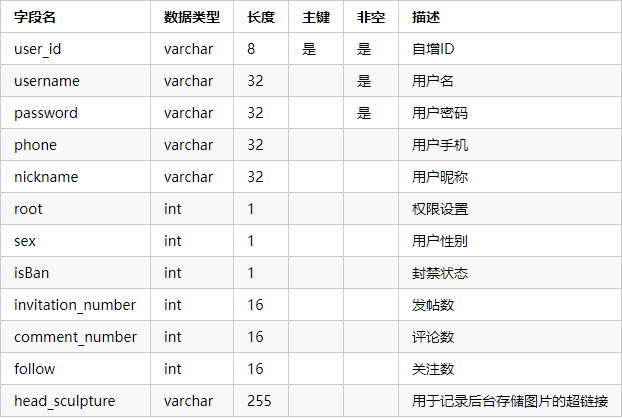 字段名 数据类型 长度 主键 非空 描述
user_id varchar 8 是 是 自增ID
username varchar 32 是 用户名
password varchar 32 是 用户密码
phone varchar 32 用户手机
nickname varchar 32 用户昵称
root int 1 权限设置
sex int 1 用户性别
isBan int 1 封禁状态
invitation_number int 16 发帖数
comment_number int 16 评论数
follow int 16 关注数
head_sculpture varchar 255 用于记录后台存储图片的超链接